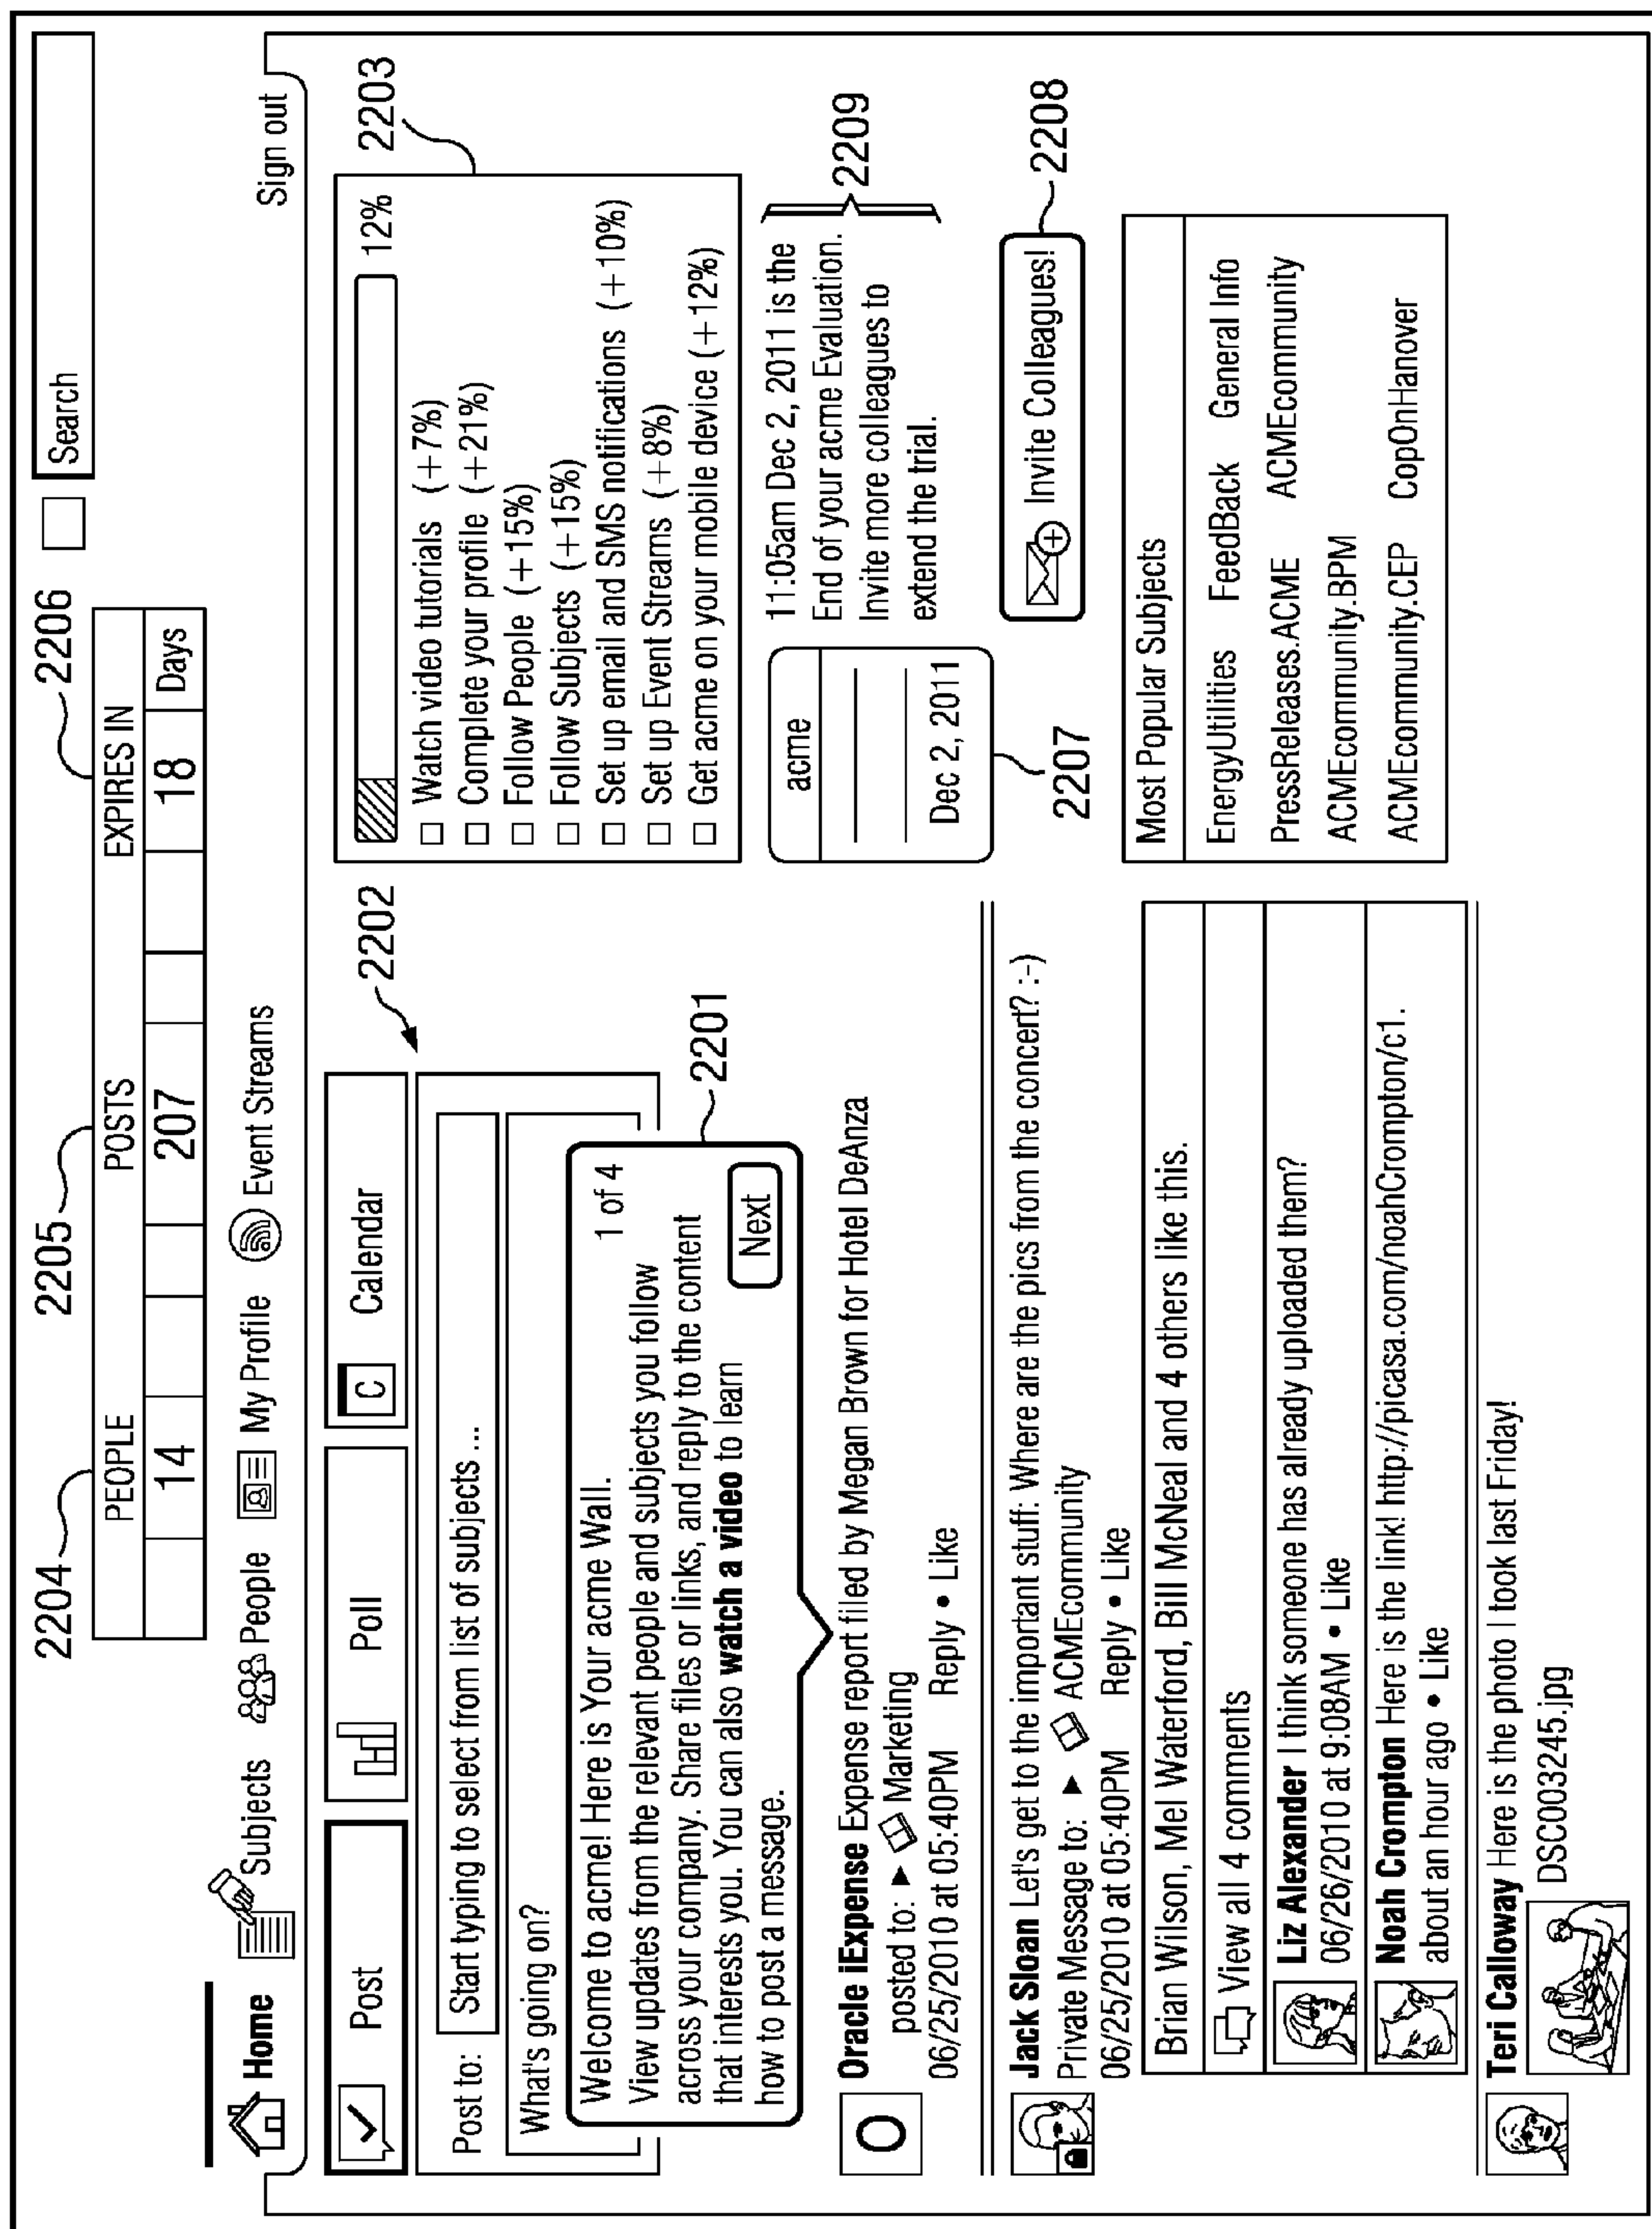 2204
2205
2206
PEOPLE POSTS EXPIRES IN
14 207 18 Days
Search
Home Subjects People My Profile Event Streams
Sign out
Post Poll C Calendar
2202
Post to: Start typing to select from list of subjects ...
What's going on?
Welcome to acme! Here is Your acme Wall. 1 of 4
View updates from the relevant people and subjects you follow
across your company. Share files or links, and reply to the content
that interests you. You can also watch a video to learn
how to post a message.
Next
2201
O
Oracle iExpense Expense report filed by Megan Brown for Hotel DeAnza
posted to: ► Marketing
06/25/2010 at 05:40PM Reply • Like
Jack Sloan Let's get to the important stuff: Where are the pics from the concert? :-)
Private Message to: ► ACMEcommunity
06/25/2010 at 05:40PM Reply • Like
Brian Wilson, Mel Waterford, Bill McNeal and 4 others like this.
View all 4 comments
Liz Alexander I think someone has already uploaded them?
06/26/2010 at 9:08AM • Like
Noah Crompton Here is the link! http://picasa.com/noahCrompton/c1.
about an hour ago • Like
Teri Calloway Here is the photo I took last Friday!
DSC003245.jpg
12%
2203
Watch video tutorials (+7%)
Complete your profile (+21%)
Follow People (+15%)
Follow Subjects (+15%)
Set up email and SMS notifications (+10%)
Set up Event Streams (+8%)
Get acme on your mobile device (+12%)
acme
Dec 2, 2011
2207
11:05am Dec 2, 2011 is the
End of your acme Evaluation.
Invite more colleagues to
extend the trial.
2209
Invite Colleagues!
2208
Most Popular Subjects
EnergyUtilities FeedBack General Info
PressReleases.ACME ACMEcommunity
ACMEcommunity.BPM
ACMEcommunity.CEP CopOnHanover